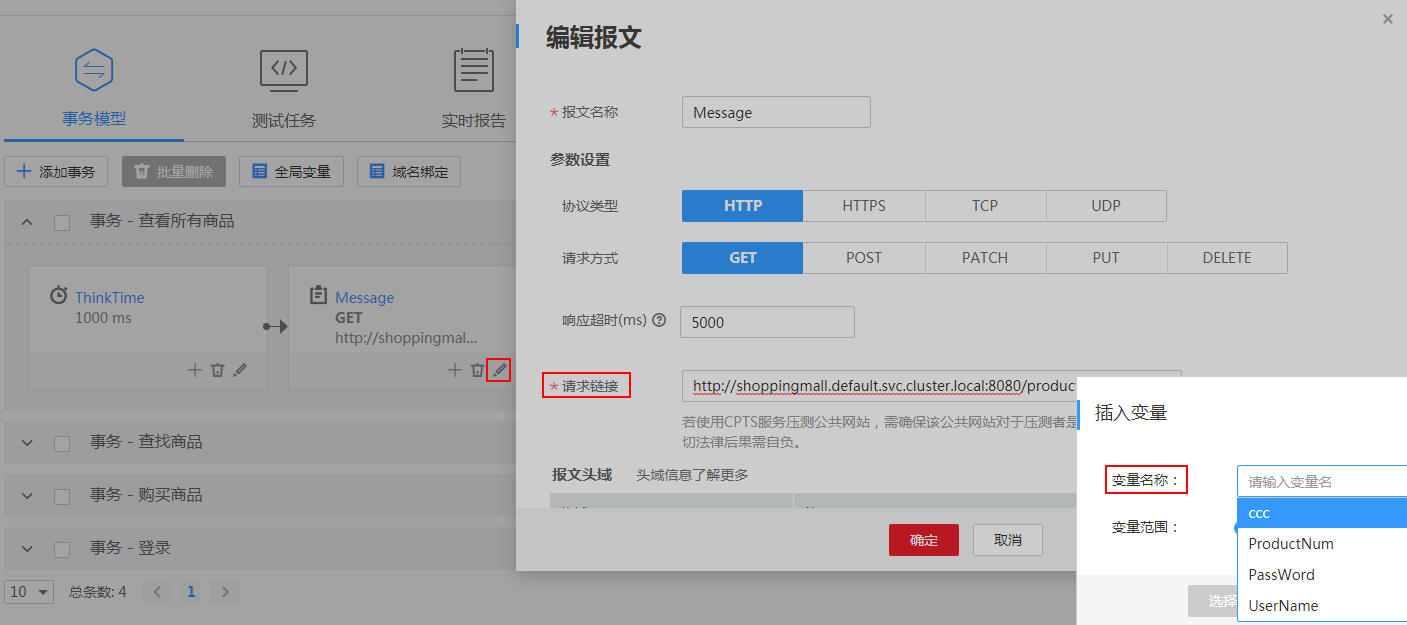 事务模型
测试任务
实时报告
添加事务
批量删除
全局变量
域名绑定
事务 - 查看所有商品
ThinkTime
1000 ms
Message
GET
http://shoppingmal...
事务 - 查找商品
事务 - 购买商品
事务 - 登录
10
总条数: 4
1
编辑报文
* 报文名称
Message
参数设置
协议类型
HTTP
HTTPS
TCP
UDP
请求方式
GET
POST
PATCH
PUT
DELETE
响应超时(ms)
5000
* 请求链接
http://shoppingmall.default.svc.cluster.local:8080/produc
若使用CPTS服务压测公共网站，需确保该公共网站对于压测者是
切法律后果需自负。
报文头域
头域信息了解更多
确定
取消
插入变量
变量名称：
请输入变量名
ccc
变量范围：
ProductNum
PassWord
UserName
选择